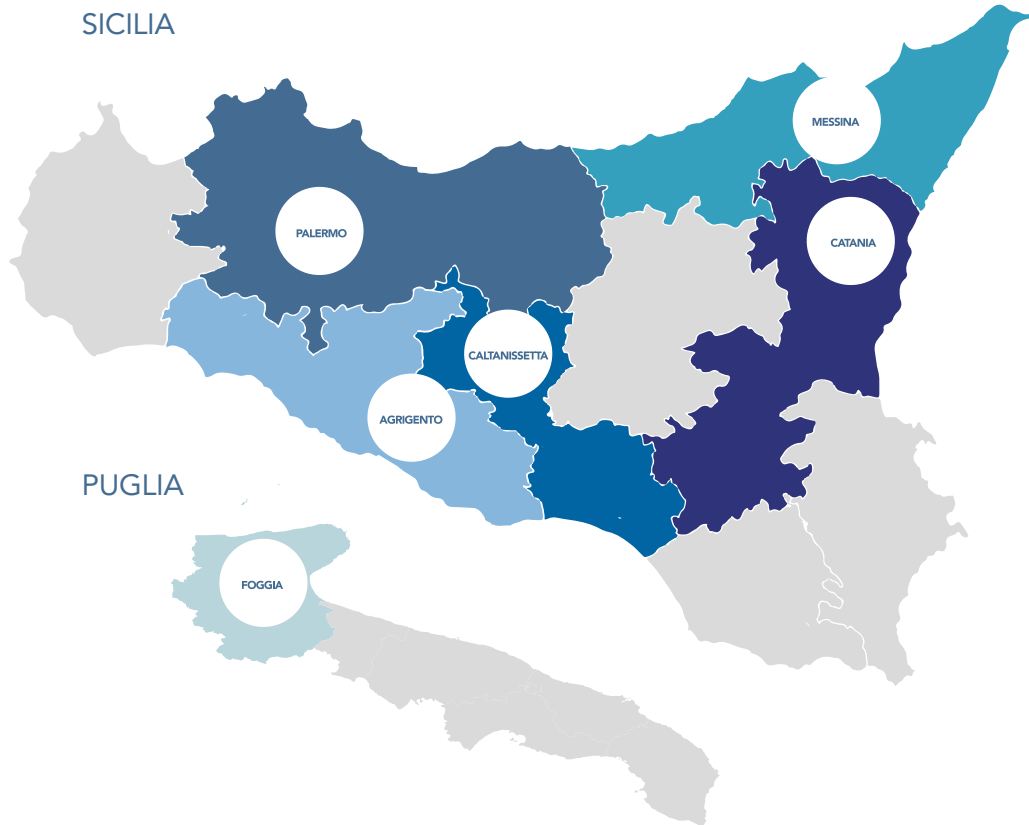 SICILIA
MESSINA
PALERMO
CATANIA
CALTANISSETTA
AGRIGENTO
PUGLIA
FOGGIA